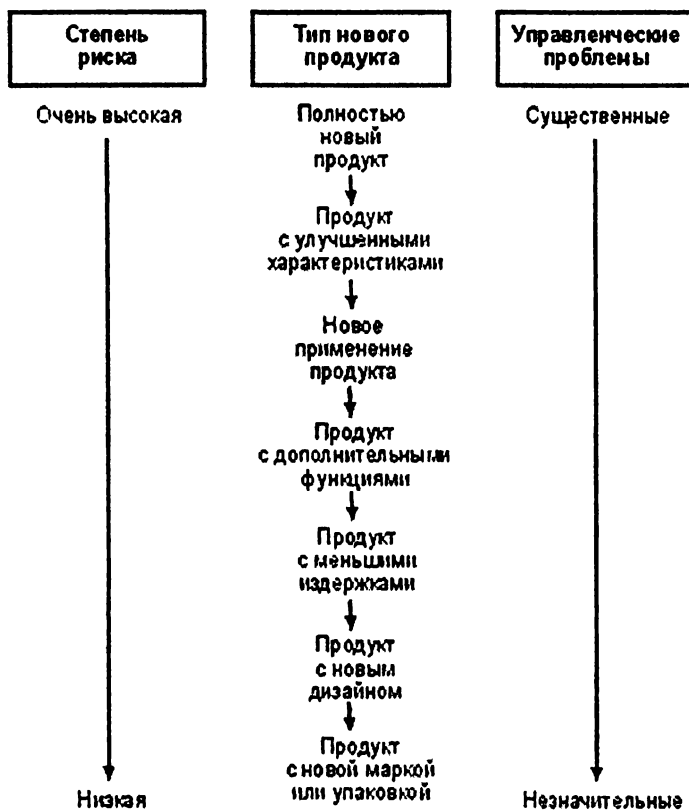 Степень
риска
Тип нового
продукта
Управленческие
проблемы
Очень высокая
Полностью
новый
продукт
Существенные
Продукт
с улучшенными
характеристиками
Новое
применение
продукта
Продукт
с дополнительными
функциями
Продукт
с меньшими
издержками
Продукт
с новым
дизайном
Продукт
с новой маркой
или упаковкой
Низкая
Незначительные